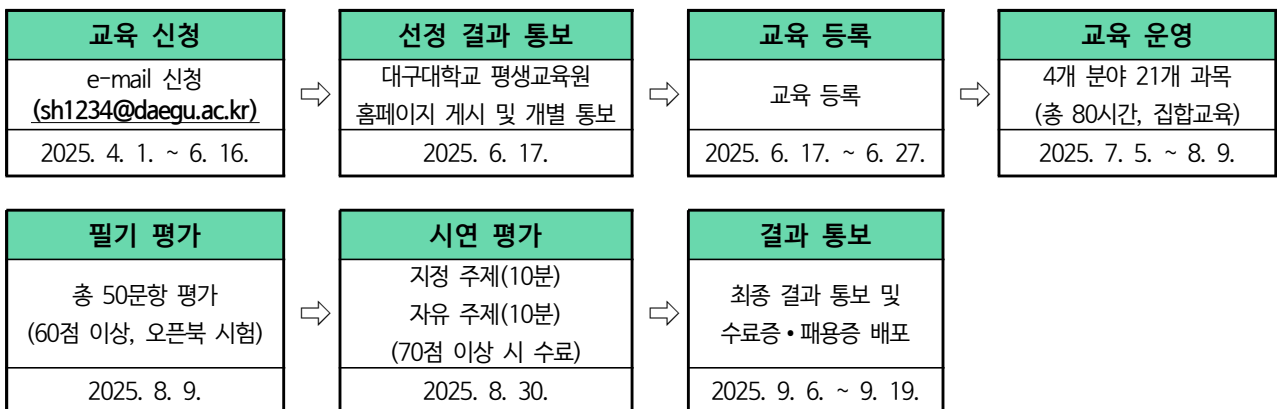 교육 신청
e-mail 신청
(sh1234@daegu.ac.kr)
2025. 4. 1. ~ 6. 16.
⇨
선정 결과 통보
대구대학교 평생교육원
홈페이지 게시 및 개별 통보
2025. 6. 17.
⇨
교육 등록
교육 등록
2025. 6. 17. ~ 6. 27.
⇨
교육 운영
4개 분야 21개 과목
(총 80시간, 집합교육)
2025. 7. 5. ~ 8. 9.
필기 평가
총 50문항 평가
(60점 이상, 오픈북 시험)
2025. 8. 9.
⇨
시연 평가
지정 주제(10분)
자유 주제(10분)
(70점 이상 시 수료)
2025. 8. 30.
⇨
결과 통보
최종 결과 통보 및
수료증•패용증 배포
2025. 9. 6. ~ 9. 19.